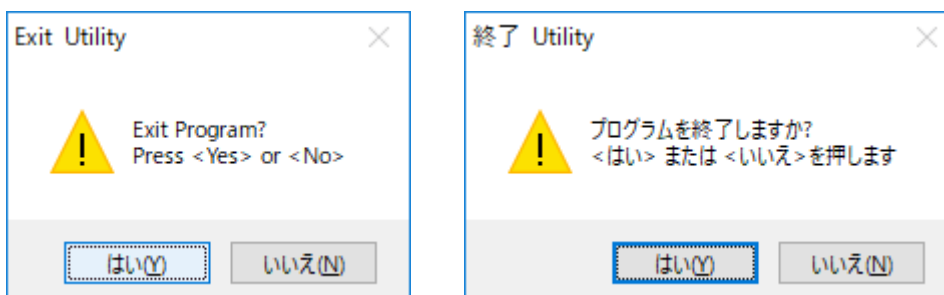 Exit Utility
Exit Program?
Press <Yes> or <No>
はい(Y)
いいえ(N)
終了 Utility
プログラムを終了しますか?
<はい> または <いいえ>を押します
はい(Y)
いいえ(N)